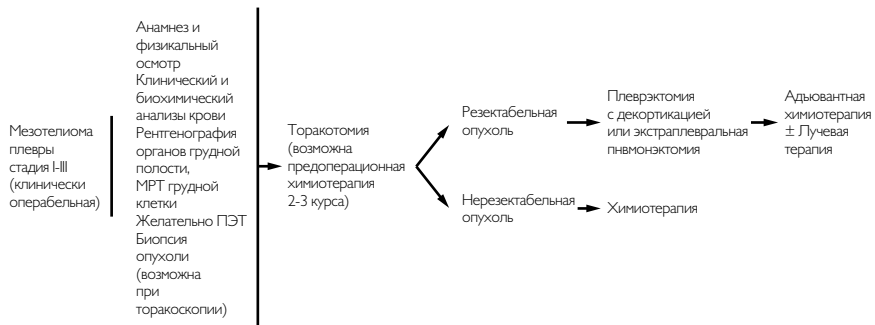 Мезотелиома
плевры
стадия I-III
(клинически
операбельная)
Анамнез и
физикальный
осмотр
Клинический и
биохимический
анализы крови
Рентгенография
органов грудной
полости,
МРТ грудной
клетки
Желательно ПЭТ
Биопсия
опухоли
(возможна
при
торакоскопии)
Торакотомия
(возможна
предоперационная
химиотерапия
2-3 курса)
Резектабельная
опухоль
Плеврэктомия
с декортикацией
или экстраплевральная
пнвмонэктомия
Адъювантная
химиотерапия
± Лучевая
терапия
Нерезектабельная
опухоль
Химиотерапия